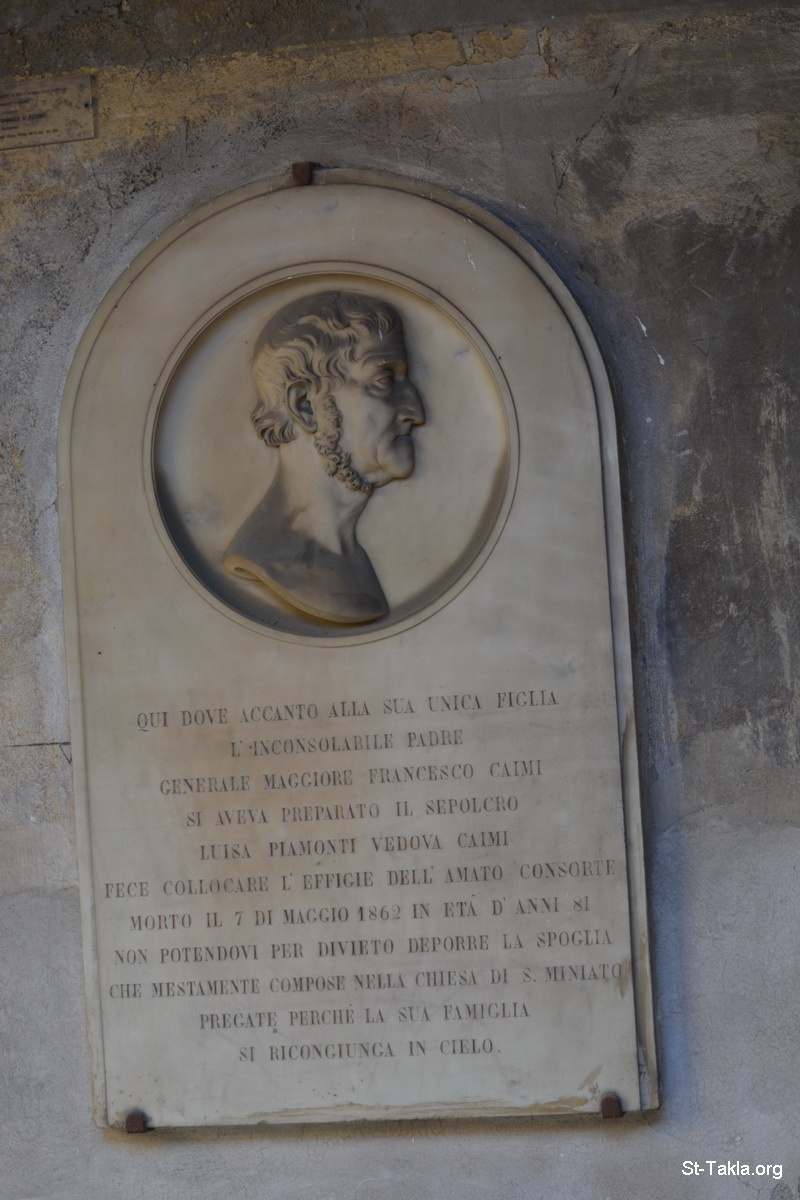 QUI DOVE ACCANTO ALLA SUA UNICA FIGLIA
L' INCONSOLABILE PADRE
GENERALE MAGGIORE FRANCESCO CAIMI
SI AVEVA PREPARATO IL SEPOLCRO
LUISA PIAMONTI VEDOVA CAIMI
FECE COLLOCARE L' EFFIGIE DELL' AMATO CONSORTE
MORTO IL 7 DI MAGGIO 1862 IN ETÀ D' ANNI 81
NON POTENDOVI PER DIVIETO DEPORRE LA SPOGLIA
CHE MESTAMENTE COMPOSE NELLA CHIESA DI S. MINIATO
PREGATE PERCHÈ LA SUA FAMIGLIA
SI RICONGIUNGA IN CIELO.
St-Takla.org